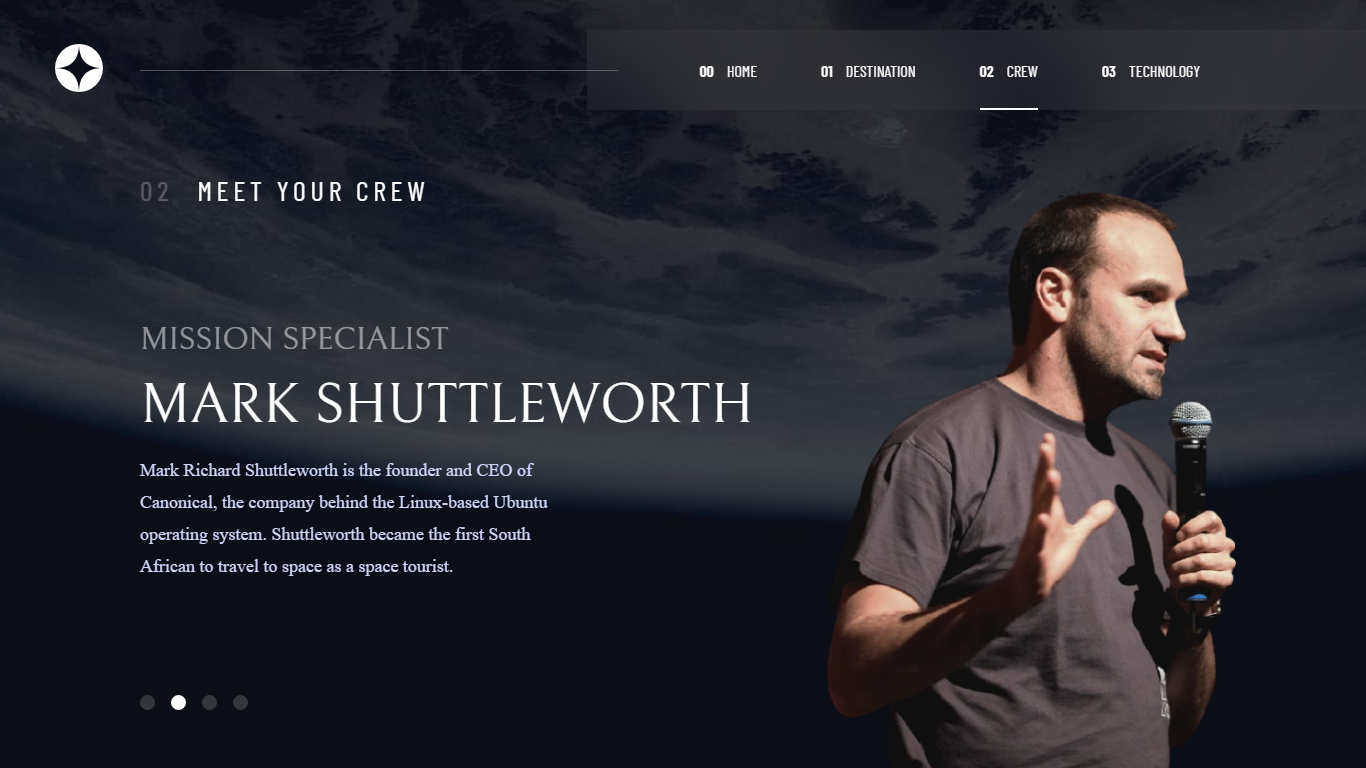 00 HOME 01 DESTINATION 02 CREW 03 TECHNOLOGY
02 MEET YOUR CREW
MISSION SPECIALIST
MARK SHUTTLEWORTH
Mark Richard Shuttleworth is the founder and CEO of
Canonical, the company behind the Linux-based Ubuntu
operating system. Shuttleworth became the first South
African to travel to space as a space tourist.